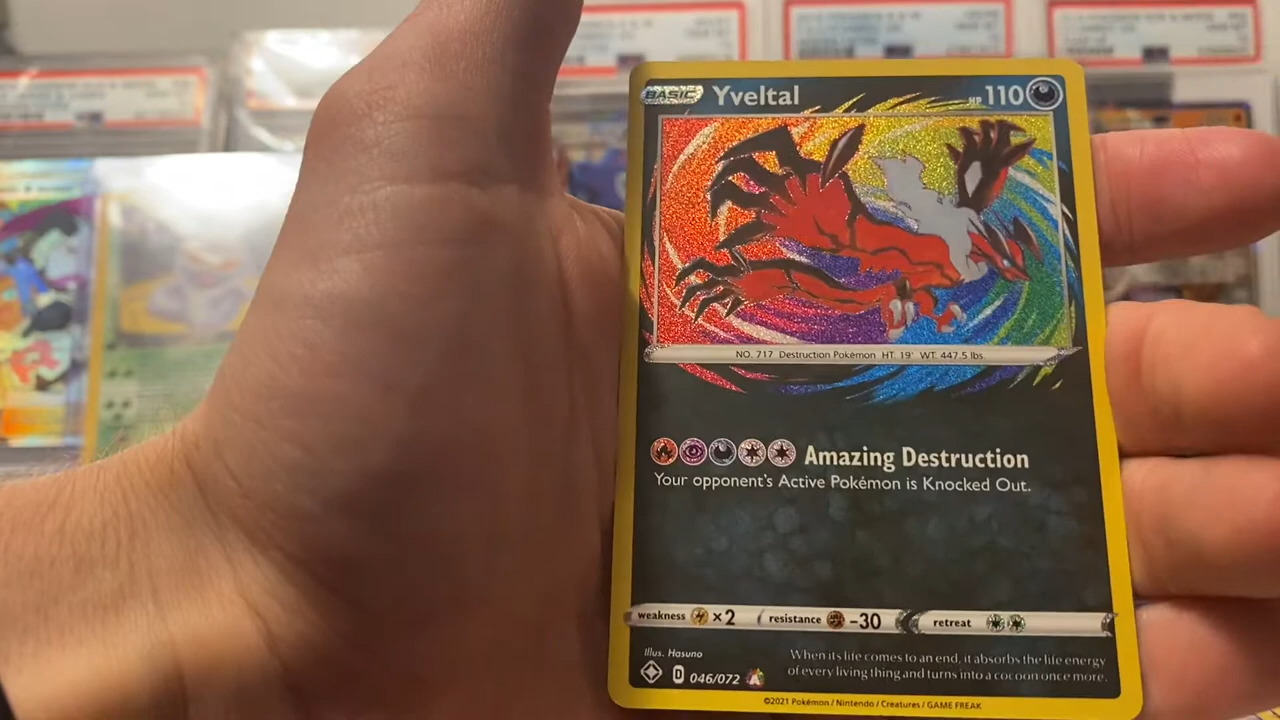 BASIC Yveltal HP 110
NO. 717 Destruction Pokémon HT. 19' WT. 447.5 lbs.
Amazing Destruction
Your opponent's Active Pokémon is Knocked Out.
weakness ×2 resistance -30 retreat
Illus. Hasuno
D 046/072 A
When its life comes to an end, it absorbs the life energy
of every living thing and turns into a cocoon once more.
©2021 Pokémon / Nintendo / Creatures / GAME FREAK